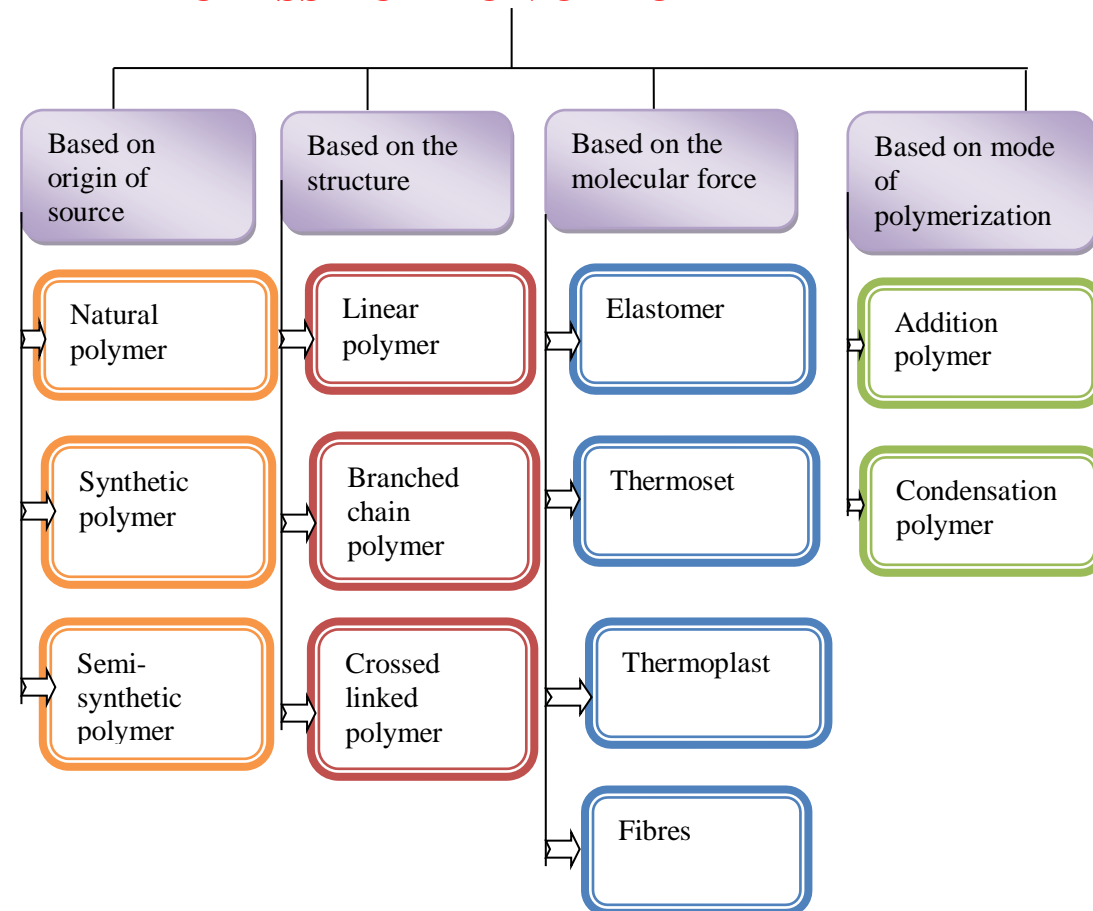 Based on
origin of
source
Natural
polymer
Synthetic
polymer
Semi-
synthetic
polymer
Based on the
structure
Linear
polymer
Branched
chain
polymer
Crossed
linked
polymer
Based on the
molecular force
Elastomer
Thermoset
Thermoplast
Fibres
Based on mode
of
polymerization
Addition
polymer
Condensation
polymer